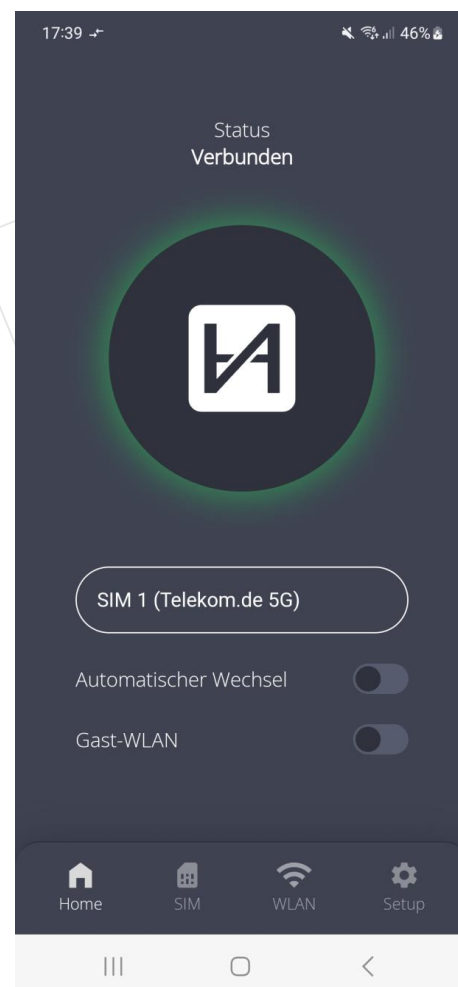 17:39
46%
Status
Verbunden
SIM 1 (Telekom.de 5G)
Automatischer Wechsel
Gast-WLAN
Home SIM WLAN Setup